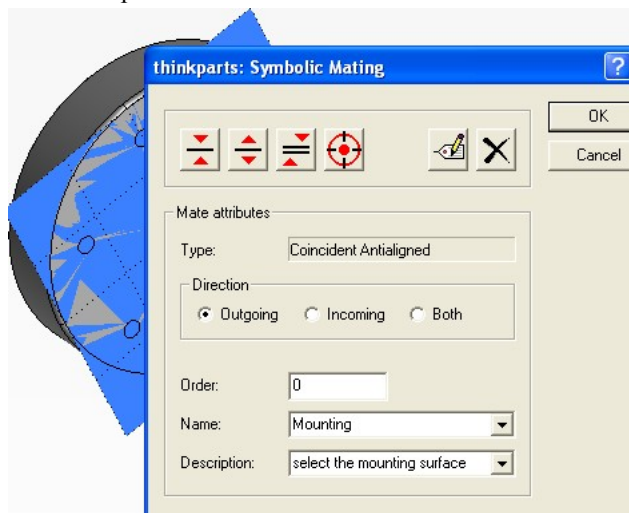 thinkparts: Symbolic Mating
?
OK
Cancel
Mate attributes
Type: Coincident Antialigned
Direction
Outgoing Incoming Both
Order: 0
Name: Mounting
Description: select the mounting surface